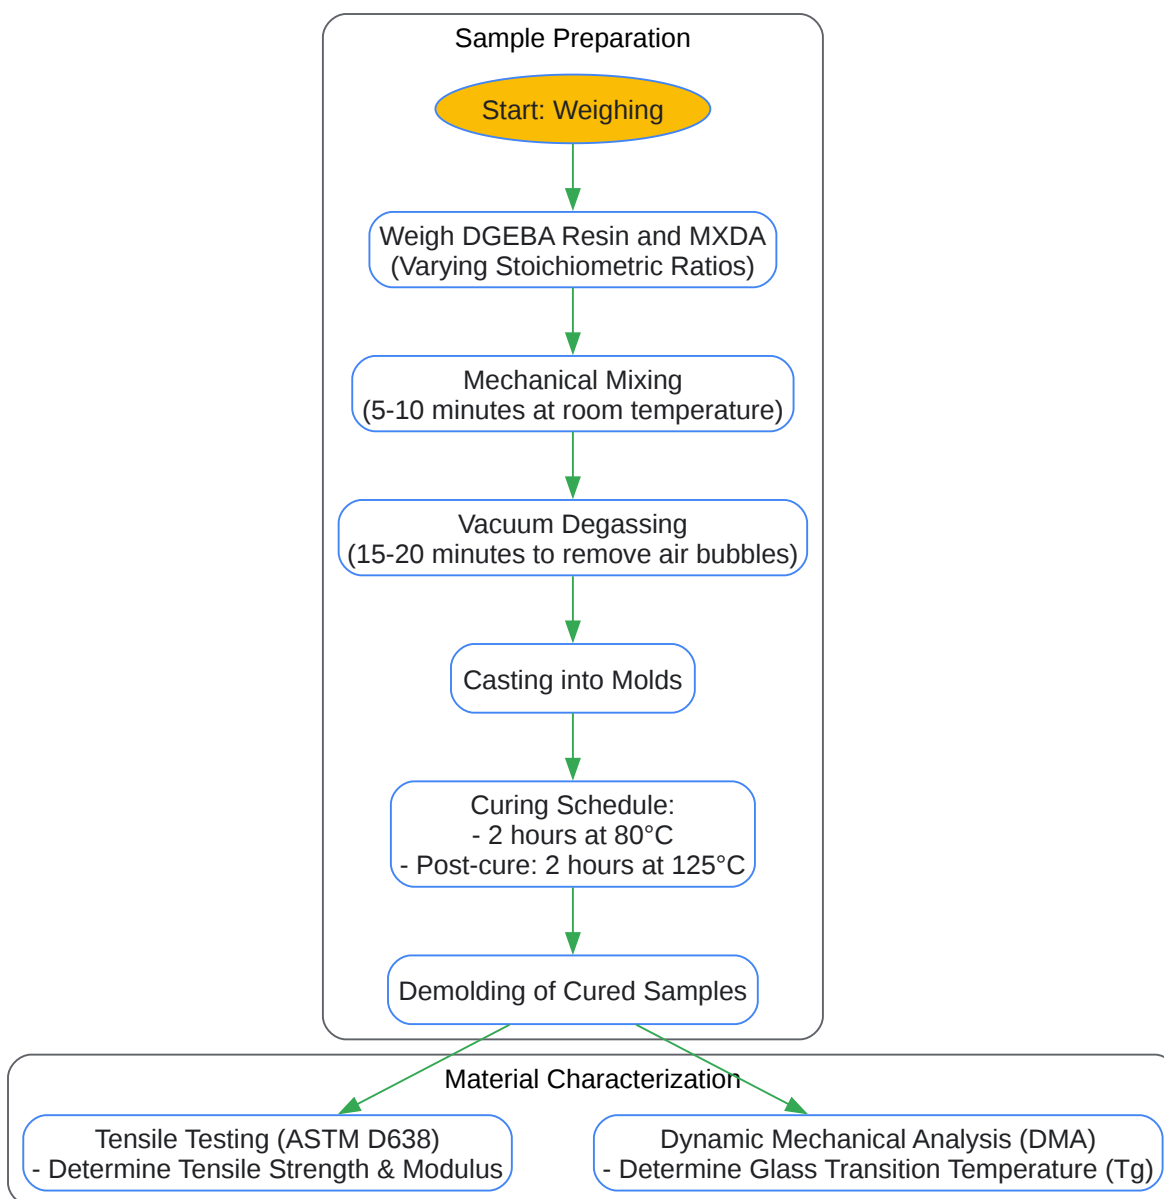 Sample Preparation
Start: Weighing
Weigh DGEBA Resin and MXDA
(Varying Stoichiometric Ratios)
Mechanical Mixing
(5-10 minutes at room temperature)
Vacuum Degassing
(15-20 minutes to remove air bubbles)
Casting into Molds
Curing Schedule:
- 2 hours at 80°C
- Post-cure: 2 hours at 125°C
Demolding of Cured Samples
Material Characterization
Tensile Testing (ASTM D638)
- Determine Tensile Strength & Modulus
Dynamic Mechanical Analysis (DMA)
- Determine Glass Transition Temperature (Tg)